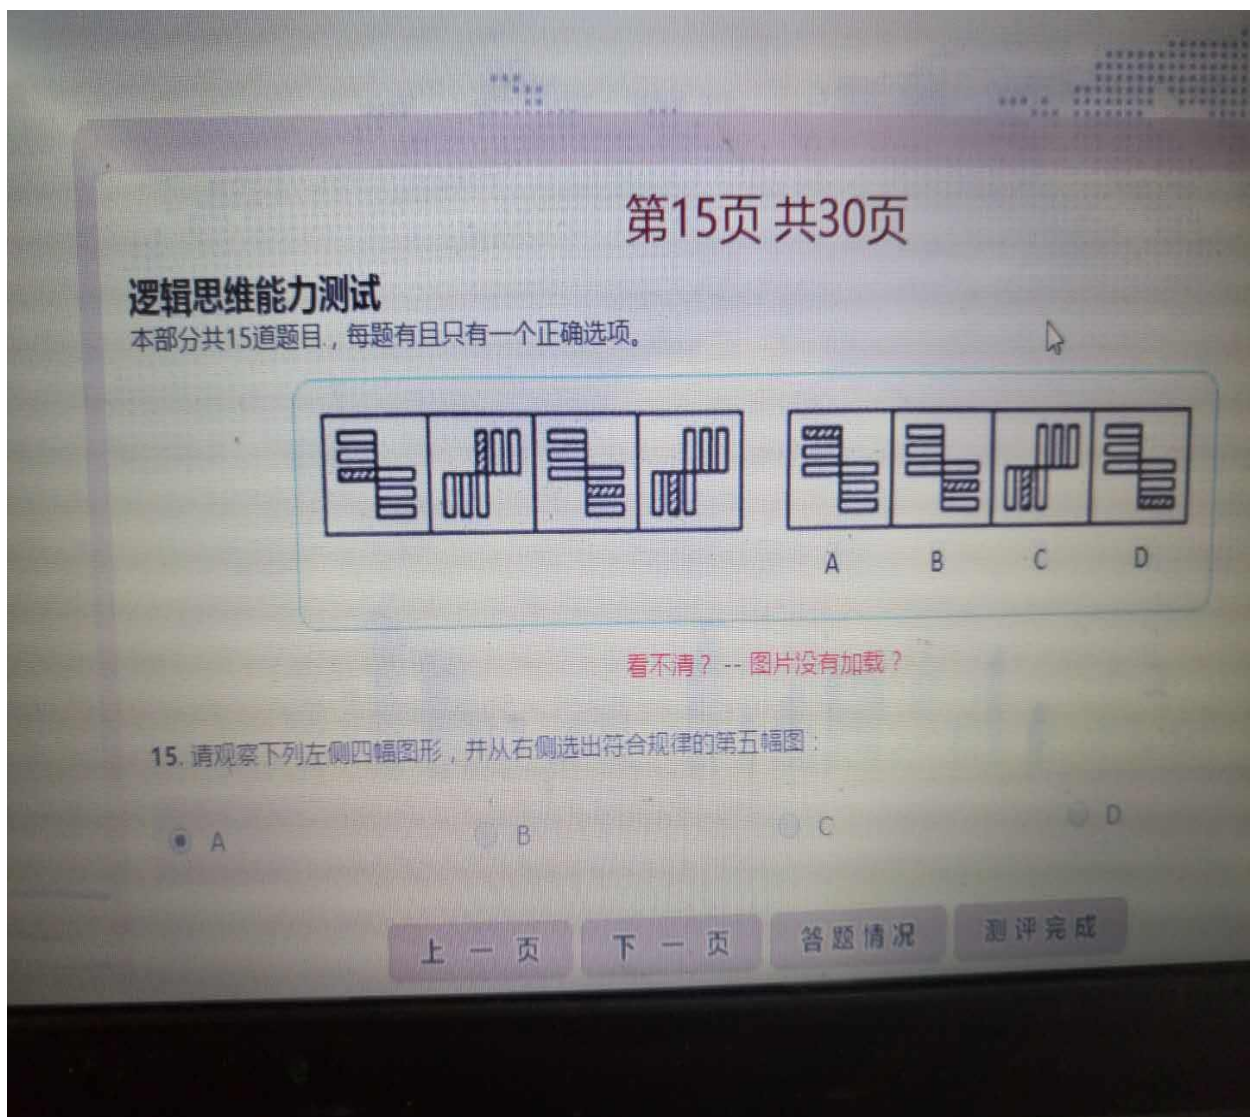 第15页 共30页
逻辑思维能力测试
本部分共15道题目，每题有且只有一个正确选项。
A B C D
看不清？ -- 图片没有加载？
15. 请观察下列左侧四幅图形，并从右侧选出符合规律的第五幅图：
A B C D
上一页 下一页 答题情况 测评完成